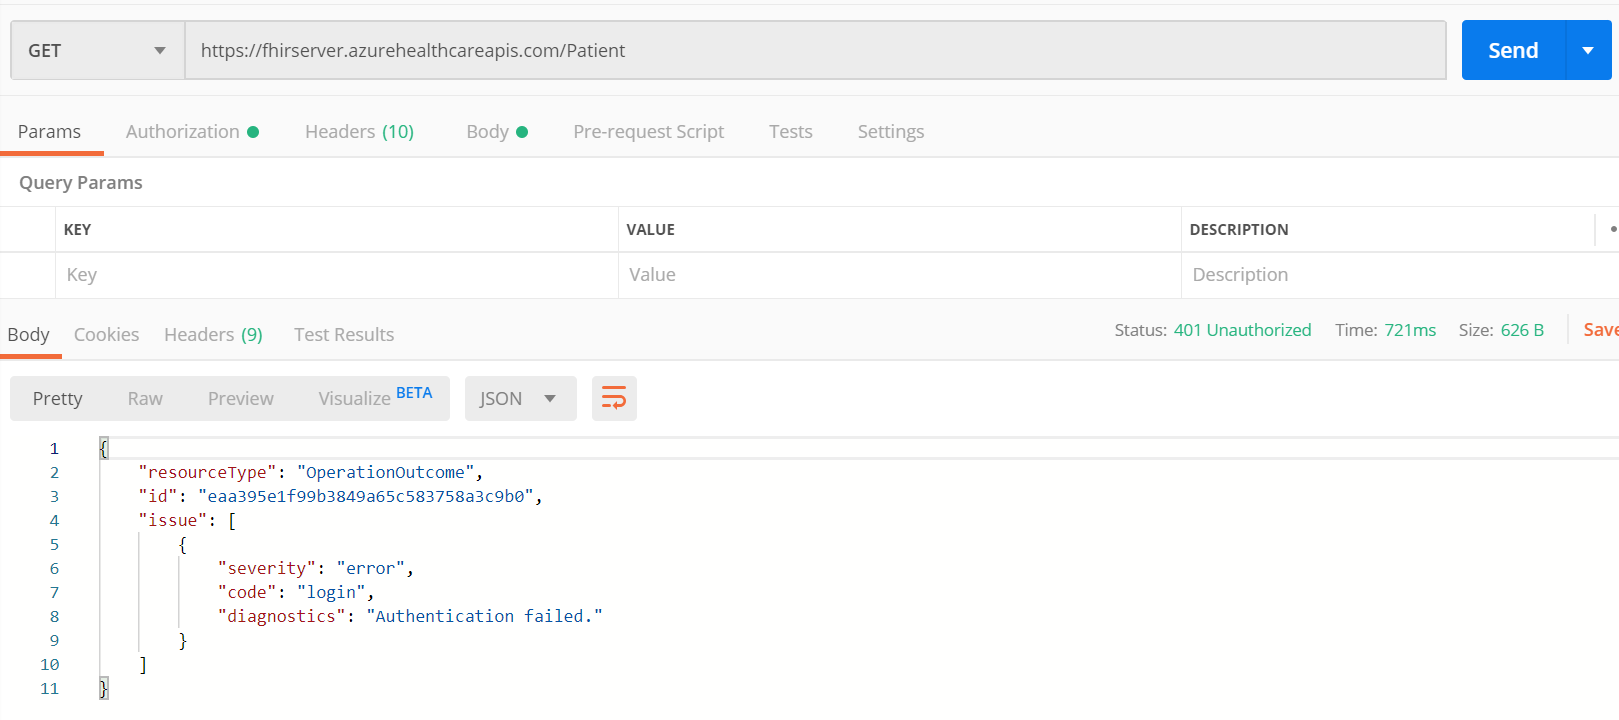 GET https://fhirserver.azurehealthcareapis.com/Patient Send
Params Authorization Headers (10) Body Pre-request Script Tests Settings
Query Params
KEY VALUE DESCRIPTION
Key Value Description
Body Cookies Headers (9) Test Results Status: 401 Unauthorized Time: 721ms Size: 626 B Save
Pretty Raw Preview Visualize BETA JSON
1 {
2 "resourceType": "OperationOutcome",
3 "id": "eaa395e1f99b3849a65c583758a3c9b0",
4 "issue": [
5 {
6 "severity": "error",
7 "code": "login",
8 "diagnostics": "Authentication failed."
9 }
10 ]
11 }